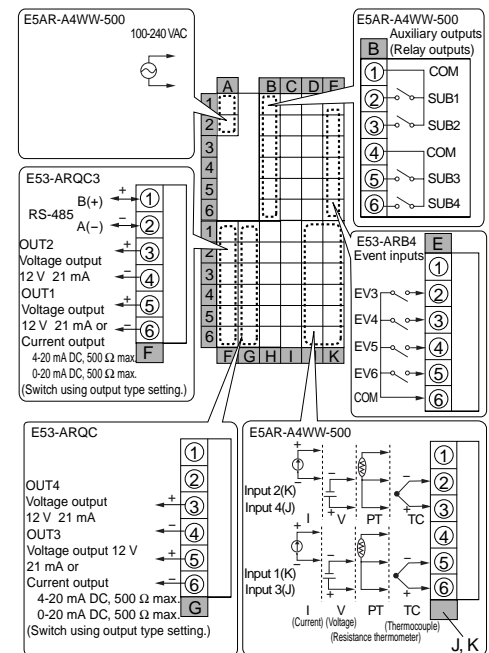 E5AR-A4WW-500
100-240 VAC
E5AR-A4WW-500
Auxiliary outputs
(Relay outputs)
B
1 COM
2 SUB1
3 SUB2
4 COM
5 SUB3
6 SUB4
A B C D E
1
2
3
4
5
6
1
2
3
4
5
6
F G H I J K
E53-ARQC3
RS-485
+ B(+) 1
− A(−) 2
OUT2
Voltage output
12 V 21 mA
+ 3
− 4
OUT1
Voltage output
12 V 21 mA or
Current output
+ 5
− 6
4-20 mA DC, 500 Ω max.
0-20 mA DC, 500 Ω max.
(Switch using output type setting.)
F
E53-ARB4
Event inputs
E
1
EV3 2
EV4 3
EV5 4
EV6 5
COM 6
E53-ARQC
1
2
OUT4
Voltage output
12 V 21 mA
+ 3
− 4
OUT3
Voltage output 12 V
21 mA or
Current output
+ 5
− 6
4-20 mA DC, 500 Ω max.
0-20 mA DC, 500 Ω max.
(Switch using output type setting.)
G
E5AR-A4WW-500
1
2
3
4
5
6
Input 2(K)
Input 4(J)
+ − − + − +
I V PT TC
Input 1(K)
Input 3(J)
+ − − + − +
I V PT TC
(Current) (Voltage) (Thermocouple)
(Resistance thermometer)
J, K